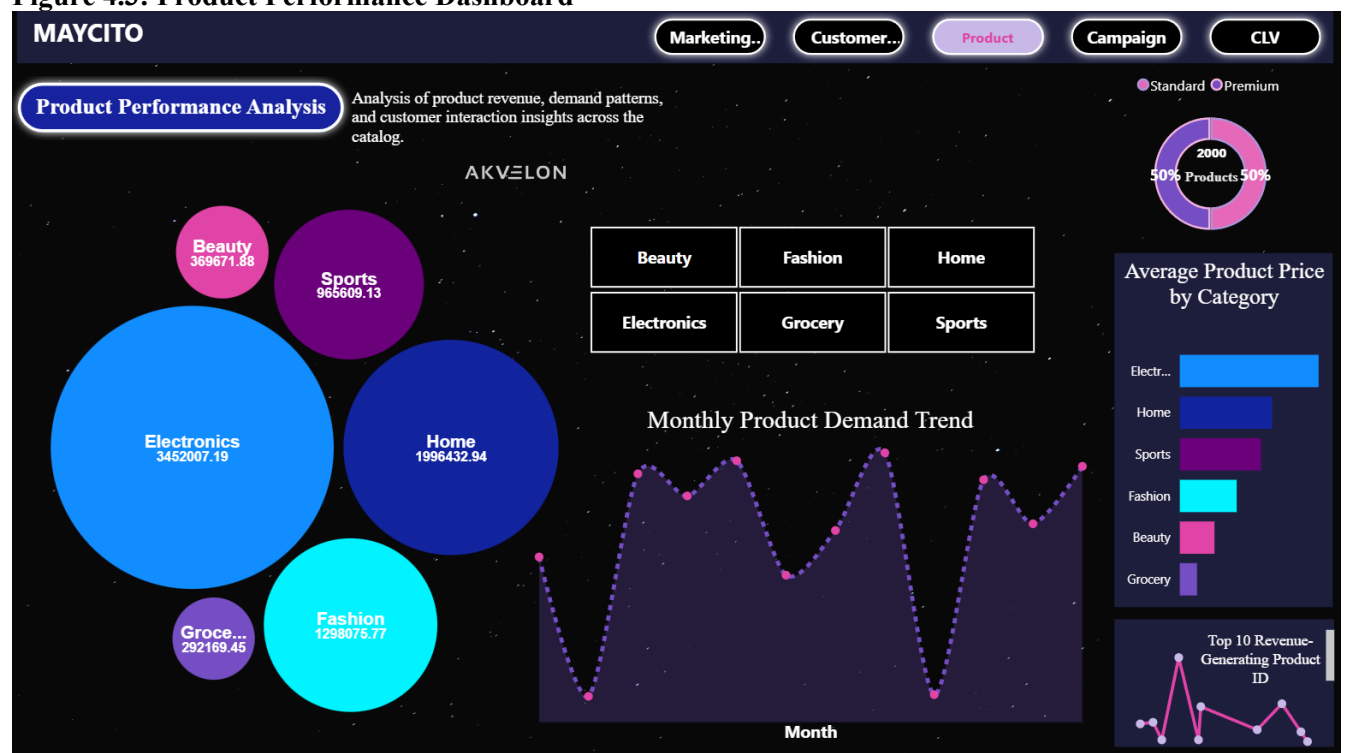 Figure 4.3: Product Performance Dashboard
MAYCITO
Marketing..
Customer...
Product
Campaign
CLV
Product Performance Analysis
Analysis of product revenue, demand patterns,
and customer interaction insights across the
catalog.
AKVELON
Standard
Premium
2000
Products
50%
50%
Beauty
369671.88
Sports
965609.13
Electronics
3452007.19
Home
1996432.94
Fashion
1298075.77
Groce...
292169.45
Beauty
Fashion
Home
Electronics
Grocery
Sports
Monthly Product Demand Trend
Month
Average Product Price
by Category
Electr...
Home
Sports
Fashion
Beauty
Grocery
Top 10 Revenue-
Generating Product
ID